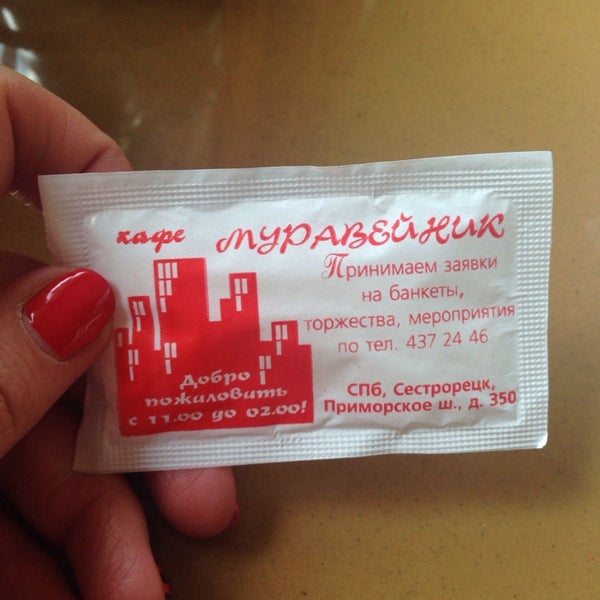 кафе МУРАВЕЙНИК
Принимаем заявки
на банкеты,
торжества, мероприятия
по тел. 437 24 46
Добро
пожиловить
с 11.00 до 02.00!
СПб, Сестрорецк,
Приморское ш., д. 350